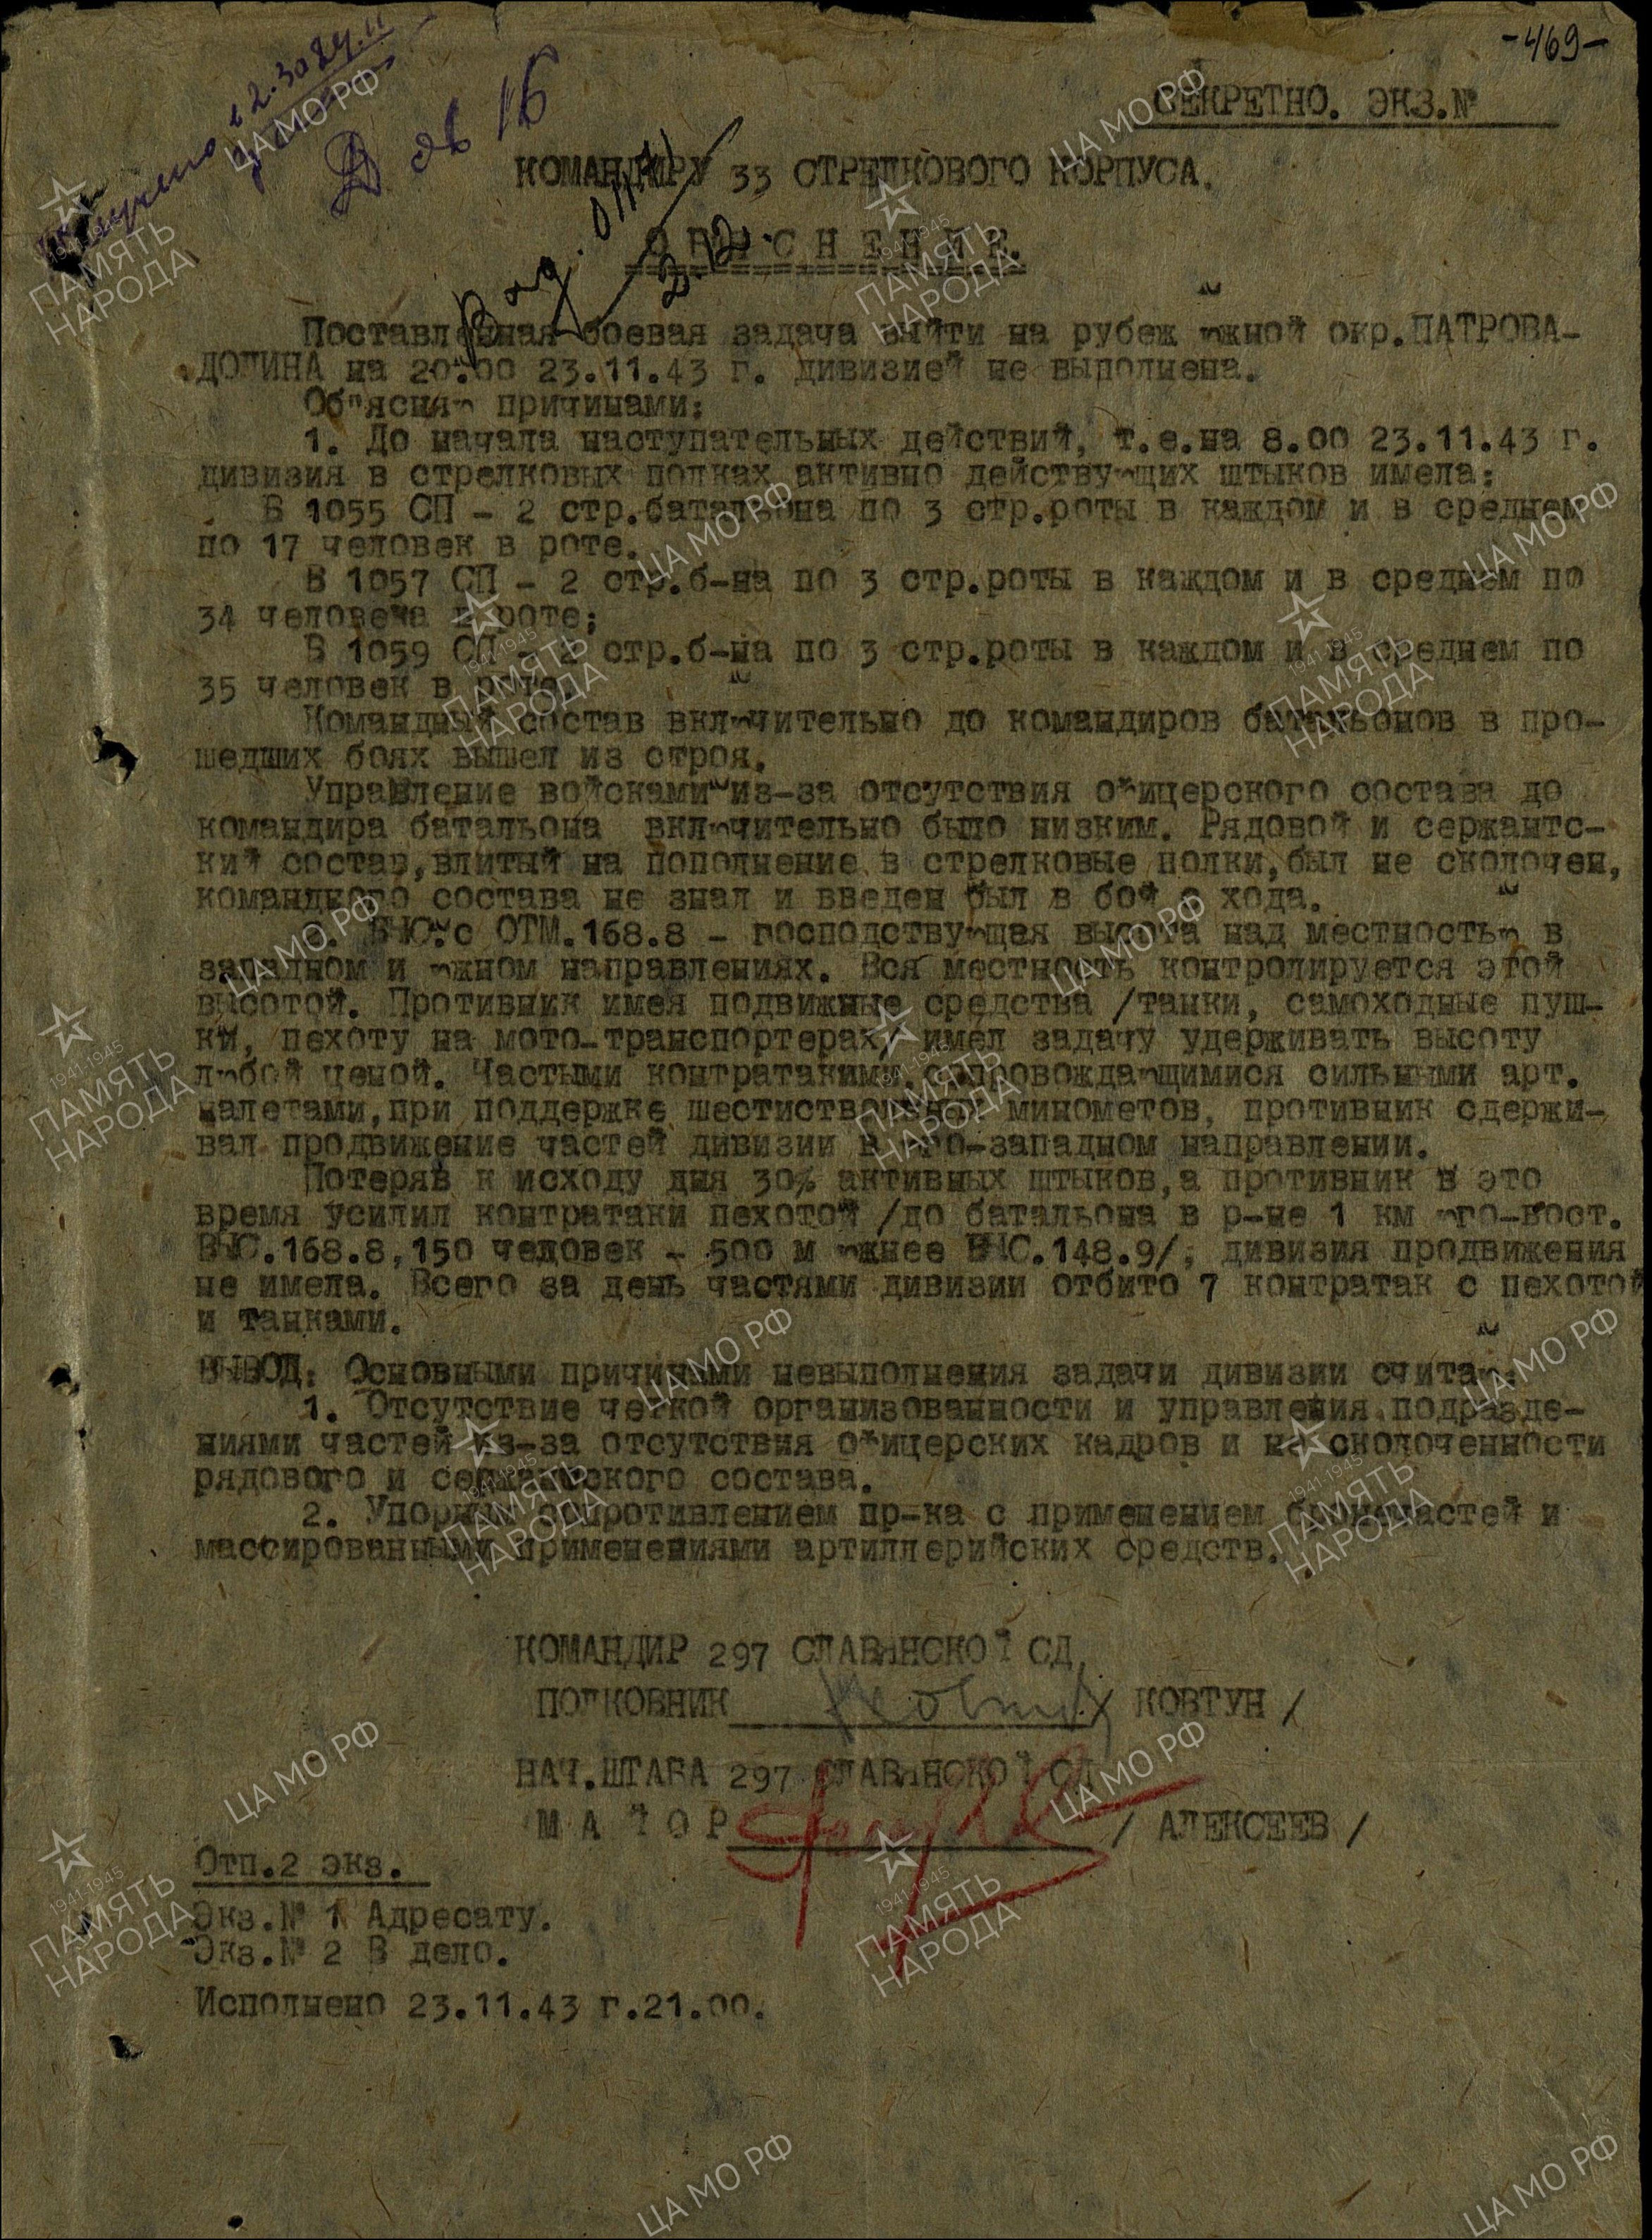 -469-
СЕКРЕТНО. ЭКЗ.№
КОМАНДИРУ 33 СТРЕЛКОВОГО КОРПУСА.
О Б Я С Н Е Н И Е.
Поставленная боевая задача выйти на рубеж южной окр.ПАТРОВА-
ДОЛИНА на 20.00 23.11.43 г. дивизией не выполнена.
Об"ясняю причинами:
1. До начала наступательных действий, т.е.на 8.00 23.11.43 г.
дивизия в стрелковых полках активно действующих штыков имела:
В 1055 СП - 2 стр.батальона по 3 стр.роты в каждом и в среднем
по 17 человек в роте.
В 1057 СП - 2 стр.б-на по 3 стр.роты в каждом и в среднем по
34 человека в роте;
В 1059 СП - 2 стр.б-на по 3 стр.роты в каждом и в среднем по
35 человек в роте.
Командный состав включительно до командиров батальонов в про-
шедших боях вышел из строя.
Управление войсками из-за отсутствия офицерского состава до
командира батальона включительно было низким. Рядовой и сержантс-
кий состав,влитый на пополнение в стрелковые полки,был не сколочен,
командного состава не знал и введен был в бой с хода.
2. ВЫС.с ОТМ.168.8 - господствующая высота над местностью в
западном и южном направлениях. Вся местность контролируется этой
высотой. Противник имея подвижные средства /танки, самоходные пуш-
ки, пехоту на мото-транспортерах/ имел задачу удерживать высоту
любой ценой. Частыми контратаками,сопровождающимися сильными арт.
налетами,при поддержке шестиствольных минометов, противник сдержи-
вал продвижение частей дивизии в юго-западном направлении.
Потеряв к исходу дня 30% активных штыков,а противник в это
время усилил контратаки пехотой /до батальона в р-не 1 км юго-вост.
ВЫС.168.8,150 человек - 500 м южнее ВЫС.148.9/, дивизия продвижения
не имела. Всего за день частями дивизии отбито 7 контратак с пехотой
и танками.
ВЫВОД: Основными причинами невыполнения задачи дивизии считаю:
1. Отсутствие четкой организованности и управления подразде-
ниями частей из-за отсутствия офицерских кадров и не сколоченности
рядового и сержантского состава.
2. Упорным сопротивлением пр-ка с применением бронечастей и
массированными применениями артиллерийских средств.
КОМАНДИР 297 СЛАВЯНСКОЙ СД
ПОЛКОВНИК / КОВТУН /
НАЧ.ШТАБА 297 СЛАВЯНСКОЙ СД
М А Й О Р / АЛЕКСЕЕВ /
Отп.2 экз.
Экз.№ 1 Адресату.
Экз.№ 2 В дело.
Исполнено 23.11.43 г.21.00.
ЦА МО РФ
1941-1945
ПАМЯТЬ
НАРОДА